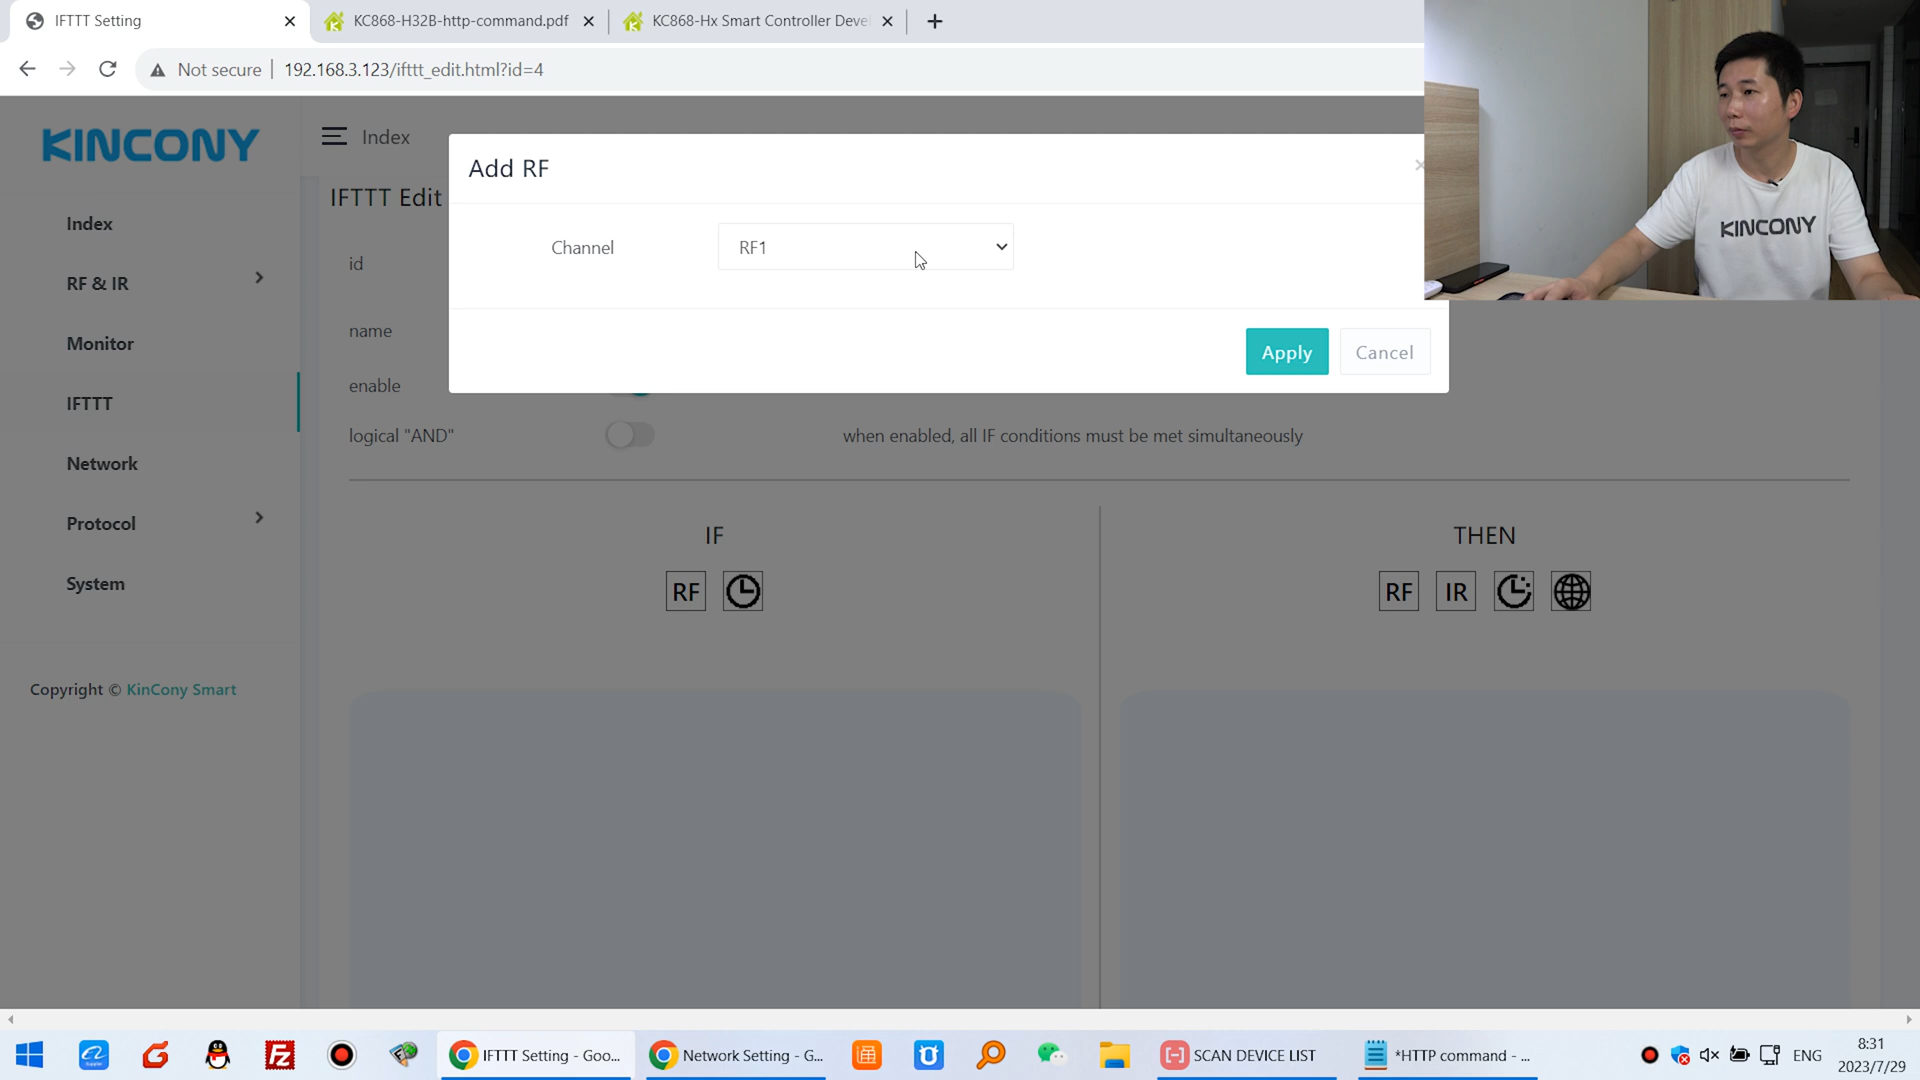 IFTTT Setting
KC868-H32B-http-command.pdf
KC868-Hx Smart Controller Deve
Not secure
192.168.3.123/ifttt_edit.html?id=4
KINCONY
Index
RF & IR
Monitor
IFTTT
Network
Protocol
System
Copyright © KinCony Smart
Index
IFTTT Edit
Add RF
Channel
RF1
Apply
Cancel
id
name
enable
logical "AND"
when enabled, all IF conditions must be met simultaneously
IF
RF
THEN
RF
IR
KINCONY
IFTTT Setting - Goo...
Network Setting - G...
SCAN DEVICE LIST
*HTTP command - ...
ENG
8:31
2023/7/29